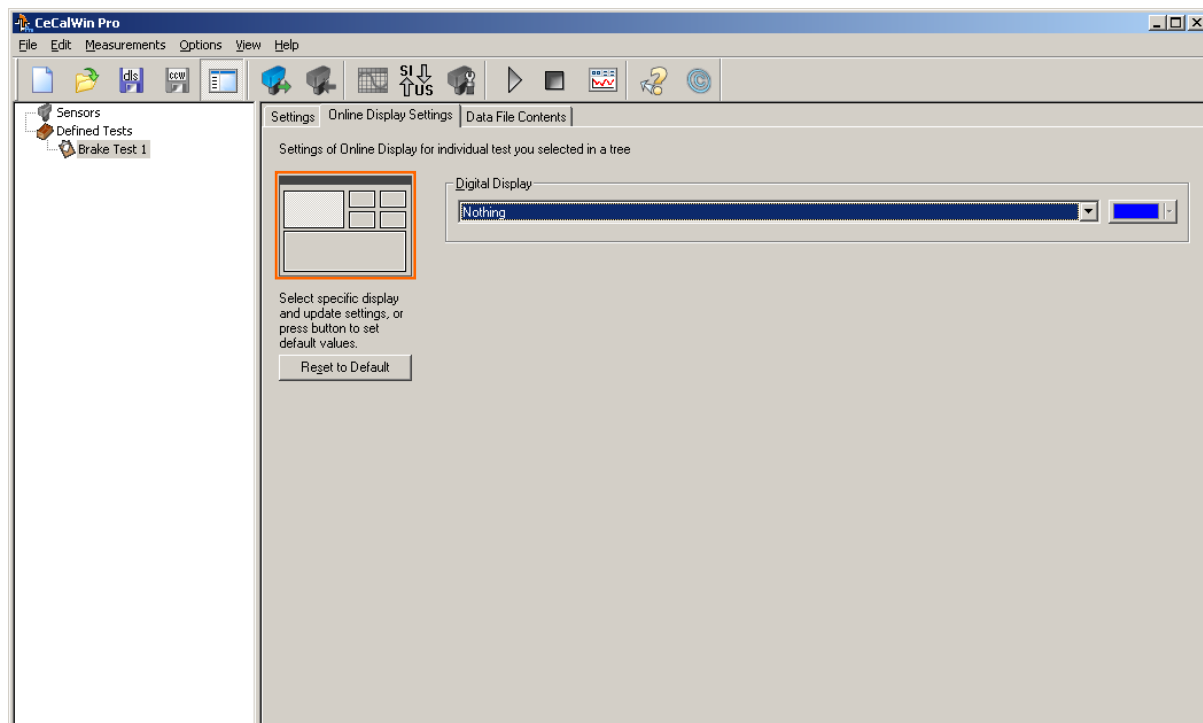 CeCalWin Pro
File Edit Measurements Options View Help
dls ccw SI US
Sensors
Defined Tests
Brake Test 1
Settings Online Display Settings Data File Contents
Settings of Online Display for individual test you selected in a tree
Digital Display
Nothing
Select specific display
and update settings, or
press button to set
default values.
Reset to Default